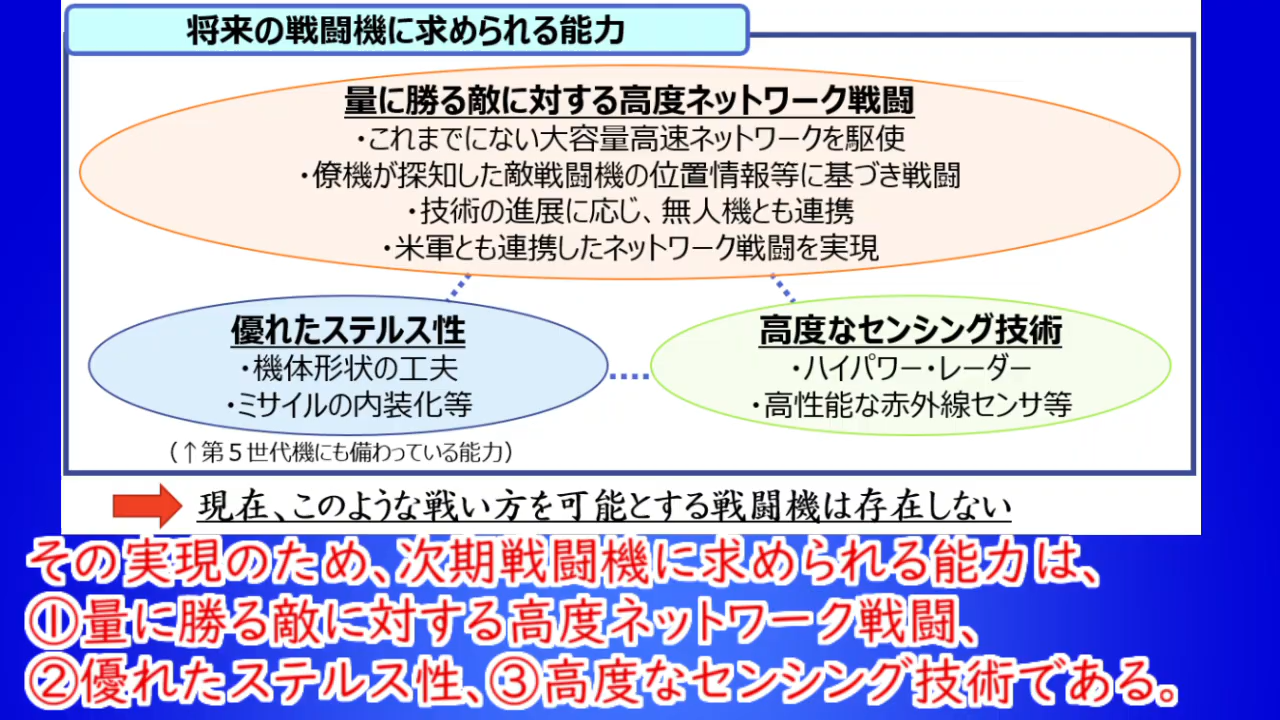 将来の戦闘機に求められる能力
量に勝る敵に対する高度ネットワーク戦闘
・これまでにない大容量高速ネットワークを駆使
・僚機が探知した敵戦闘機の位置情報等に基づき戦闘
・技術の進展に応じ、無人機とも連携
・米軍とも連携したネットワーク戦闘を実現
優れたステルス性
・機体形状の工夫
・ミサイルの内装化等
（↑第５世代機にも備わっている能力）
高度なセンシング技術
・ハイパワー・レーダー
・高性能な赤外線センサ等
現在、このような戦い方を可能とする戦闘機は存在しない
その実現のため、次期戦闘機に求められる能力は、
①量に勝る敵に対する高度ネットワーク戦闘、
②優れたステルス性、③高度なセンシング技術である。